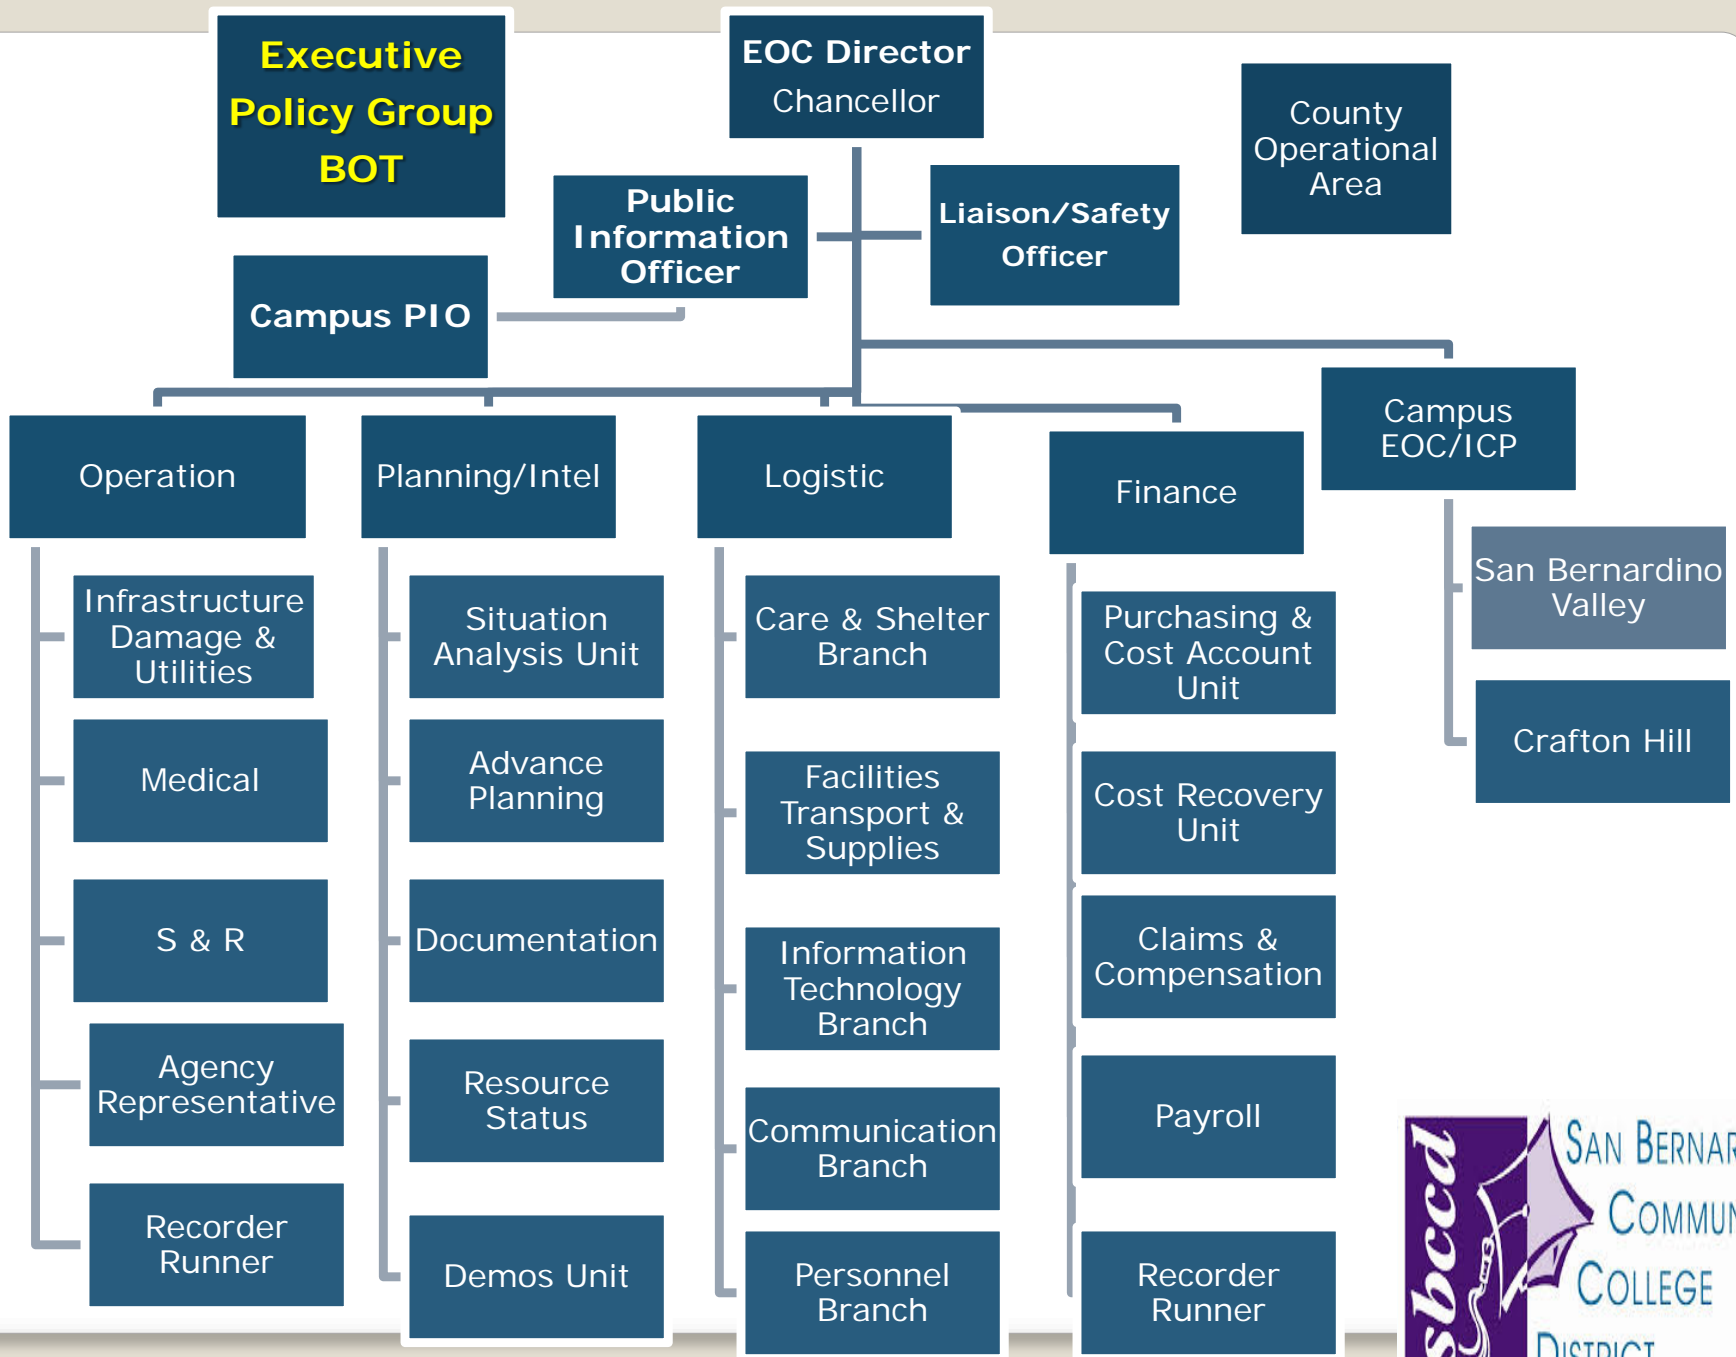 Executive
Policy Group
BOT
EOC Director
Chancellor
County
Operational
Area
Public
Information
Officer
Liaison/Safety
Officer
Campus PIO
Operation
Planning/Intel
Logistic
Finance
Campus
EOC/ICP
Infrastructure
Damage &
Utilities
Medical
S & R
Agency
Representative
Recorder
Runner
Situation
Analysis Unit
Advance
Planning
Documentation
Resource
Status
Demos Unit
Care & Shelter
Branch
Facilities
Transport &
Supplies
Information
Technology
Branch
Communication
Branch
Personnel
Branch
Purchasing &
Cost Account
Unit
Cost Recovery
Unit
Claims &
Compensation
Payroll
Recorder
Runner
San Bernardino
Valley
Crafton Hill
sbccd
SAN BERNAR
COMMUN
COLLEGE
DISTRICT